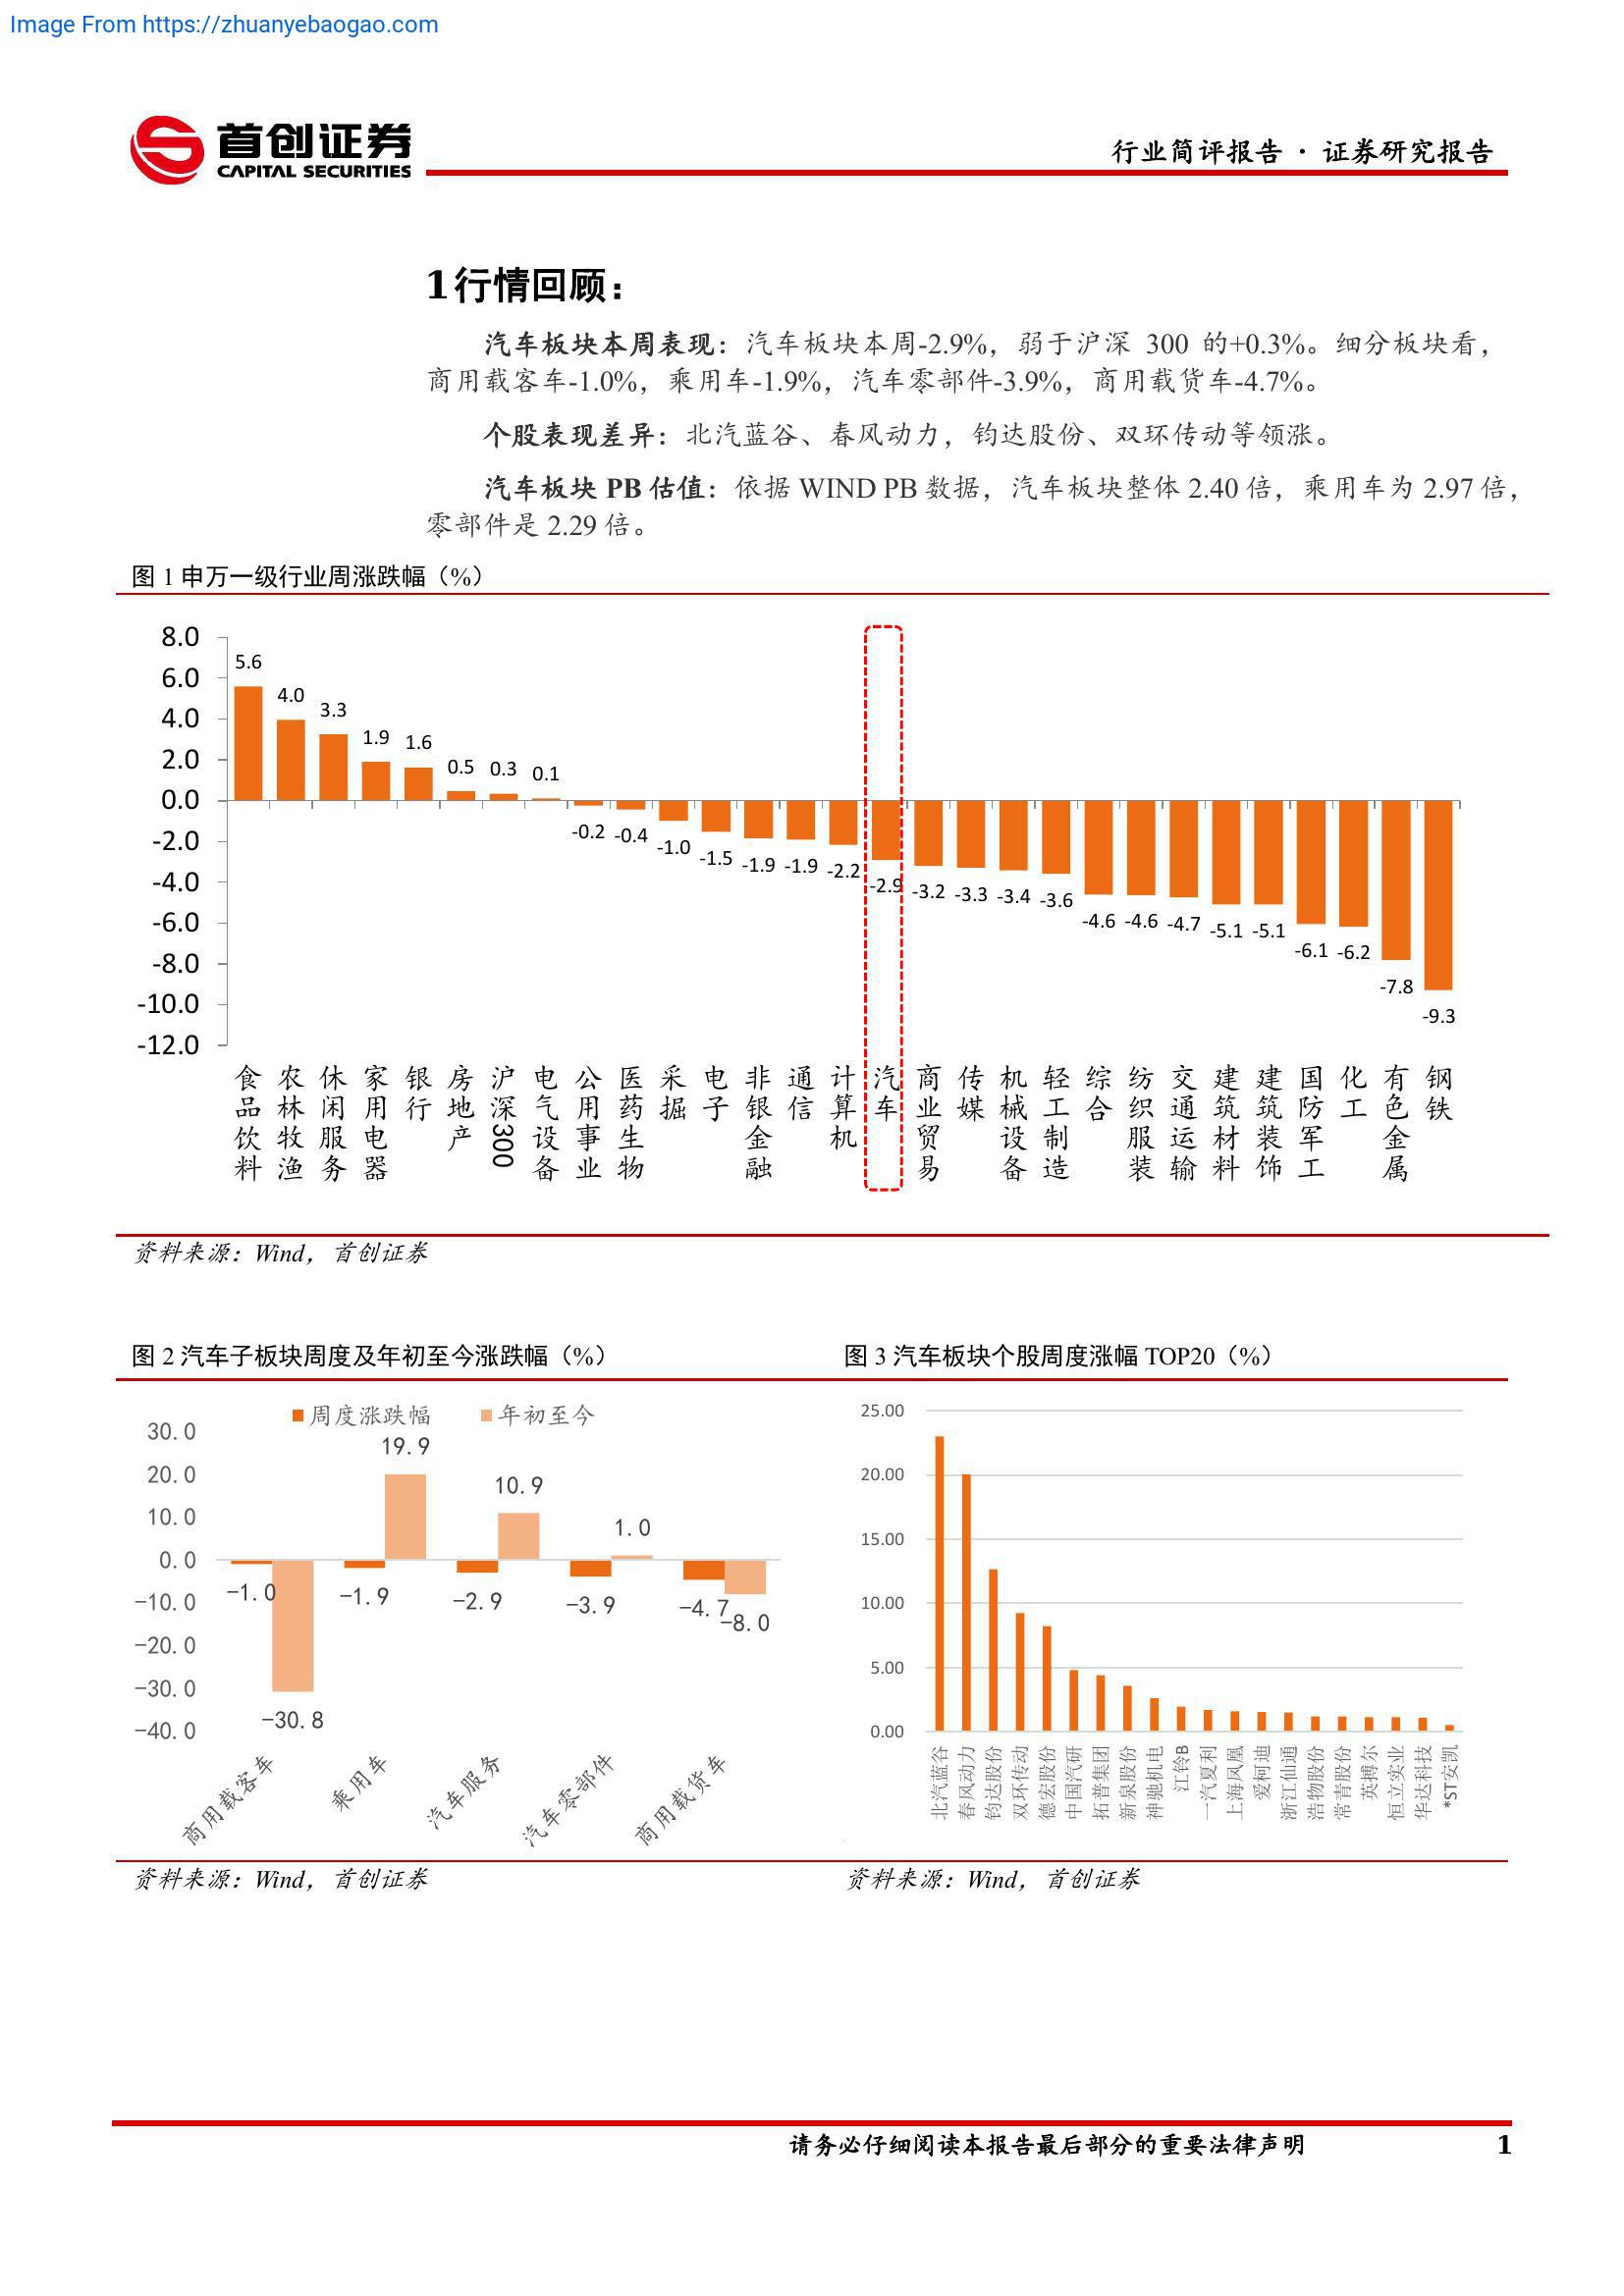 Image From https://zhuanyebaogao.com
首创证券
CAPITAL SECURITIES
行业简评报告 · 证券研究报告
1 行情回顾：
汽车板块本周表现：汽车板块本周-2.9%，弱于沪深 300 的+0.3%。细分板块看，
商用载客车-1.0%，乘用车-1.9%，汽车零部件-3.9%，商用载货车-4.7%。
个股表现差异：北汽蓝谷、春风动力，钧达股份、双环传动等领涨。
汽车板块 PB 估值：依据 WIND PB 数据，汽车板块整体 2.40 倍，乘用车为 2.97 倍，
零部件是 2.29 倍。
图 1 申万一级行业周涨跌幅（%）
8.0
6.0
4.0
2.0
0.0
-2.0
-4.0
-6.0
-8.0
-10.0
-12.0
5.6
4.0
3.3
1.9
1.6
0.5
0.3
0.1
-0.2
-0.4
-1.0
-1.5
-1.9
-1.9
-2.2
-2.9
-3.2
-3.3
-3.4
-3.6
-4.6
-4.6
-4.7
-5.1
-5.1
-6.1
-6.2
-7.8
-9.3
食品饮料
农林牧渔
休闲服务
家用电器
银行
房地产
沪深300
电气设备
公用事业
医药生物
采掘
电子
非银金融
通信
计算机
汽车
商业贸易
传媒
机械设备
轻工制造
综合
纺织服装
交通运输
建筑材料
建筑装饰
国防军工
化工
有色金属
钢铁
资料来源：Wind，首创证券
图 2 汽车子板块周度及年初至今涨跌幅（%）
周度涨跌幅
年初至今
30.0
20.0
10.0
0.0
-10.0
-20.0
-30.0
-40.0
-1.0
-30.8
-1.9
19.9
-2.9
10.9
-3.9
1.0
-4.7
-8.0
商用载客车
乘用车
汽车服务
汽车零部件
商用载货车
资料来源：Wind，首创证券
图 3 汽车板块个股周度涨幅 TOP20（%）
25.00
20.00
15.00
10.00
5.00
0.00
北汽蓝谷
春风动力
钧达股份
双环传动
德宏股份
中国汽研
拓普集团
新泉股份
神驰机电
江铃B
一汽夏利
上海凤凰
爱柯迪
浙江仙通
浩物股份
常青股份
英搏尔
恒立实业
华达科技
*ST安凯
资料来源：Wind，首创证券
请务必仔细阅读本报告最后部分的重要法律声明
1